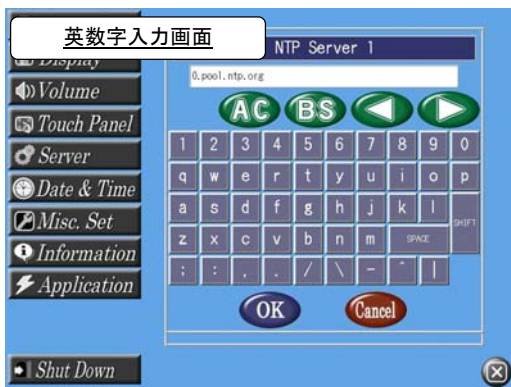 英数字入力画面
Display
Volume
Touch Panel
Server
Date & Time
Misc. Set
Information
Application
Shut Down
NTP Server 1
0.pool.ntp.org
AC BS
1 2 3 4 5 6 7 8 9 0
q w e r t y u i o p
a s d f g h j k l
SHIFT
z x c v b n m SPACE
; : , . / \ - ^ |
OK Cancel